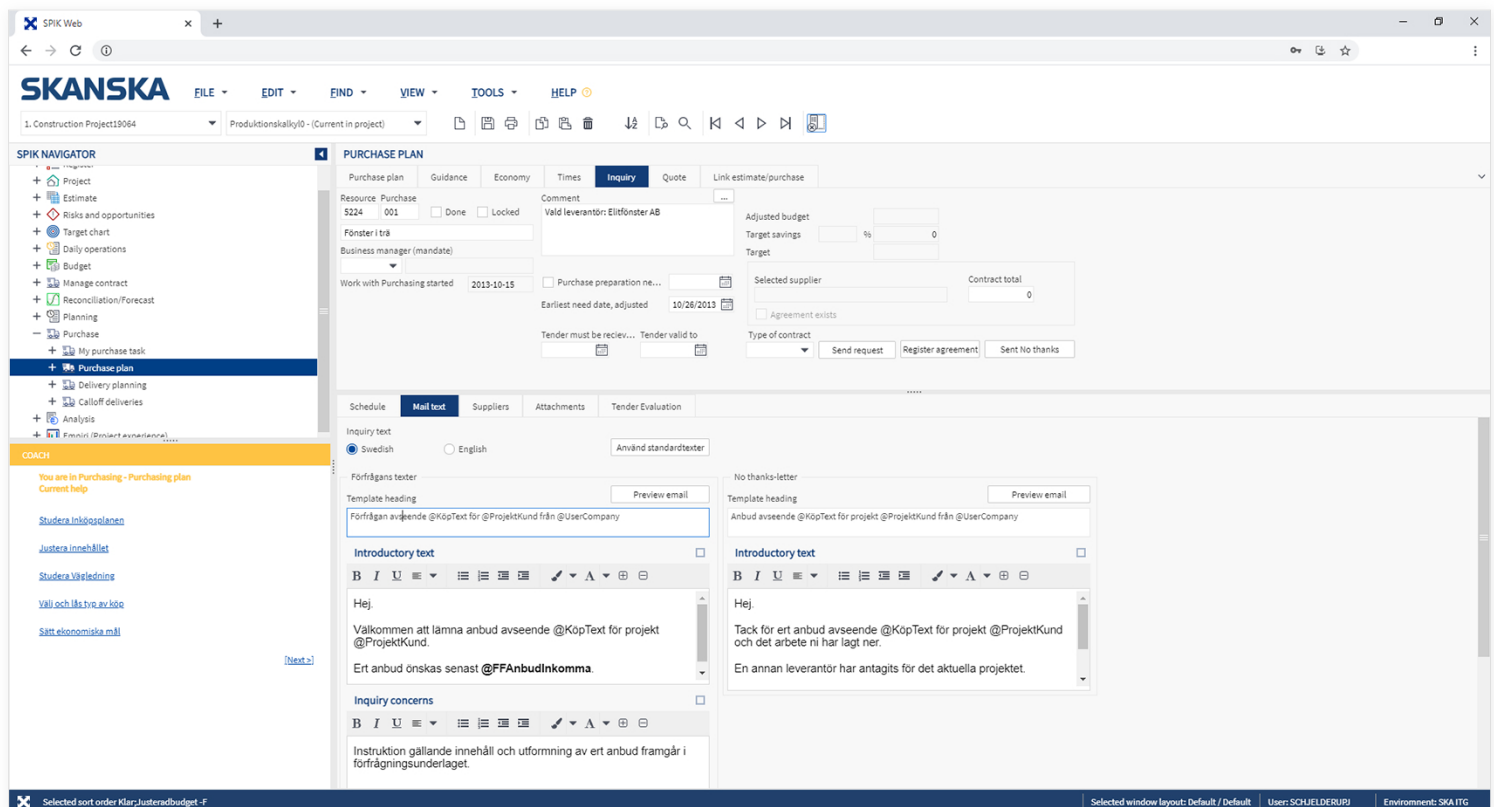 SPIK Web
SKANSKA
FILE
EDIT
FIND
VIEW
TOOLS
HELP
1. Construction Project19064
Produktionskalkyl0 - (Current in project)
SPIK NAVIGATOR
Project
Estimate
Risks and opportunities
Target chart
Daily operations
Budget
Manage contract
Reconciliation/Forecast
Planning
Purchase
My purchase task
Purchase plan
Delivery planning
Calloff deliveries
Analysis
Empiri (Project experience)
COACH
You are in Purchasing - Purchasing plan
Current help
Studera Inköpsplanen
Justera innehållet
Studera Vägledning
Välj och lås typ av köp
Sätt ekonomiska mål
[Next >]
PURCHASE PLAN
Purchase plan Guidance Economy Times Inquiry Quote Link estimate/purchase
Resource Purchase
5224 001 Done Locked
Fönster i trä
Business manager (mandate)
Work with Purchasing started 2013-10-15
Comment ...
Vald leverantör: Elitfönster AB
Purchase preparation ne...
Earliest need date, adjusted 10/26/2013
Tender must be reciev... Tender valid to
Adjusted budget
Target savings % 0
Target
Selected supplier Contract total
0
Agreement exists
Type of contract
Send request Register agreement Sent No thanks
Schedule Mail text Suppliers Attachments Tender Evaluation
Inquiry text
Swedish English Använd standardtexter
Förfrågans texter
Template heading Preview email
Förfrågan avseende @KöpText för @ProjektKund från @UserCompany
Introductory text
B I U A
Hej.
Välkommen att lämna anbud avseende @KöpText för projekt
@ProjektKund.
Ert anbud önskas senast @FFAnbudInkomma.
Inquiry concerns
B I U A
Instruktion gällande innehåll och utformning av ert anbud framgår i
förfrågningsunderlaget.
No thanks-letter
Template heading Preview email
Anbud avseende @KöpText för projekt @ProjektKund från @UserCompany
Introductory text
B I U A
Hej.
Tack för ert anbud avseende @KöpText för projekt @ProjektKund
och det arbete ni har lagt ner.
En annan leverantör har antagits för det aktuella projektet.
Selected sort order Klar;Justeradbudget -F
Selected window layout: Default / Default
User: SCHJELDERUPJ
Enviroment: SKA ITG